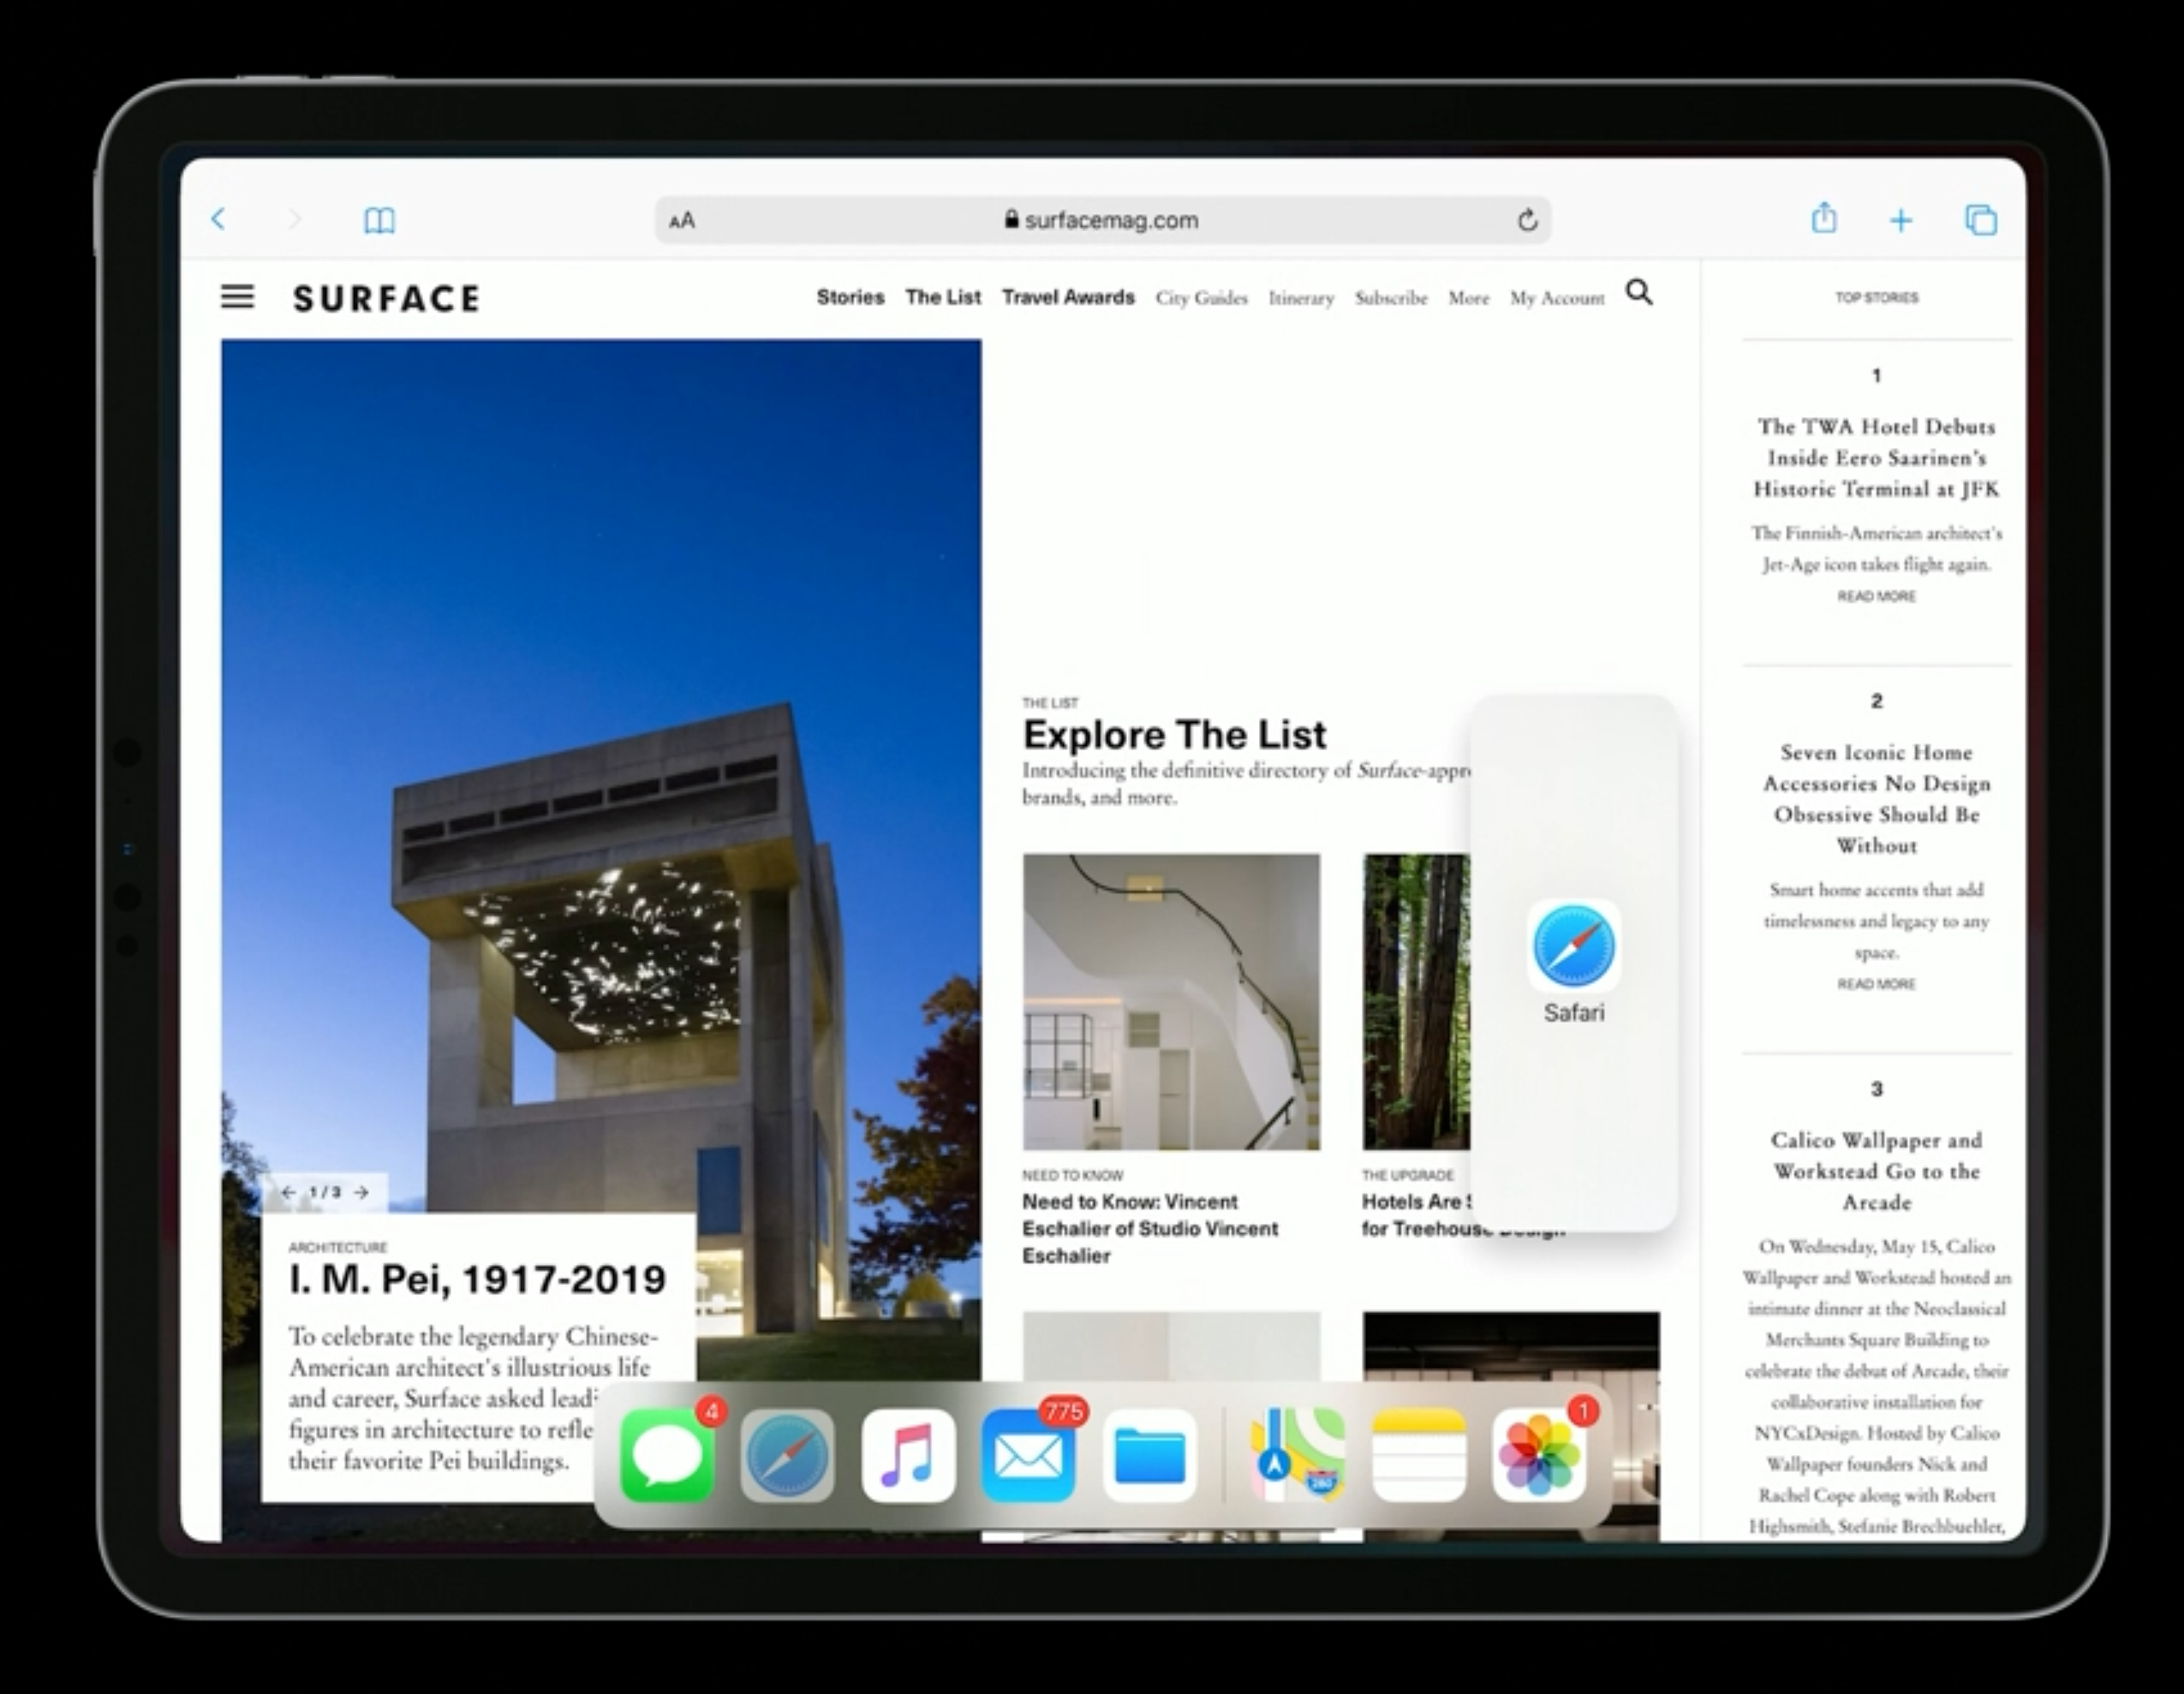 AA
surfacemag.com
SURFACE
Stories The List Travel Awards City Guides Itinerary Subscribe More My Account
1/3
ARCHITECTURE
I. M. Pei, 1917-2019
To celebrate the legendary Chinese-
American architect's illustrious life
and career, Surface asked
figures in architecture to
their favorite Pei buildings.
THE LIST
Explore The List
Introducing the definitive directory of Surface-
brands, and more.
NEED TO KNOW
Need to Know: Vincent
Eschalier of Studio Vincent
Eschalier
THE UPGRADE
Hotels Are
for Treehouse Design
Safari
TOP STORIES
1
The TWA Hotel Debuts
Inside Eero Saarinen's
Historic Terminal at JFK
The Finnish-American architect's
Jet-Age icon takes flight again.
READ MORE
2
Seven Iconic Home
Accessories No Design
Obsessive Should Be
Without
Smart home accents that add
timelessness and legacy to any
space.
READ MORE
3
Calico Wallpaper and
Workstead Go to the
Arcade
On Wednesday, May 15, Calico
Wallpaper and Workstead hosted an
intimate dinner at the Neoclassical
Merchants Square Building to
celebrate the debut of Arcade, their
collaborative installation for
NYCxDesign. Hosted by Calico
Wallpaper founders Nick and
Rachel Cope along with Robert
Highsmith, Stefanie Brechbuehler,
4
775
280
1